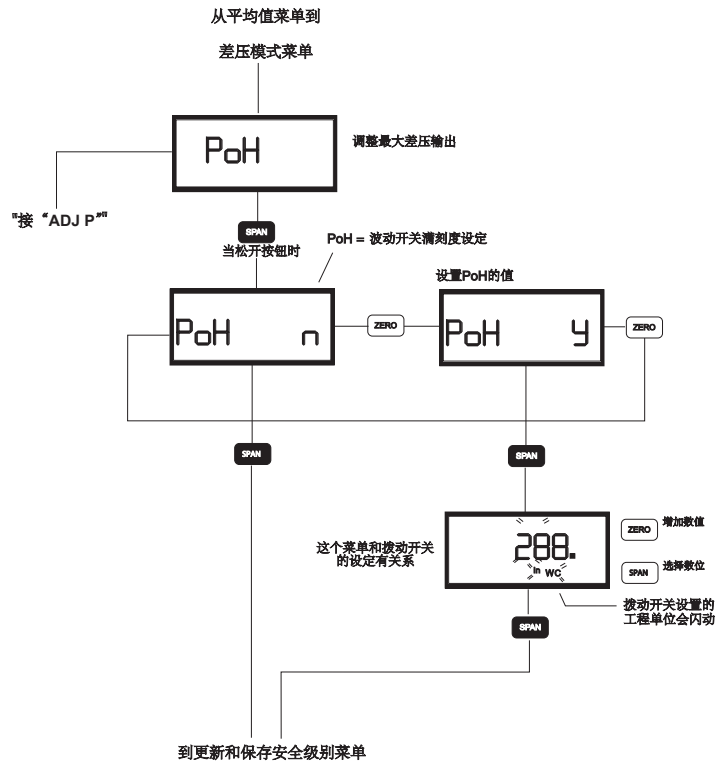 从平均值菜单到
差压模式菜单
PoH
调整最大差压输出
"接“ADJ P”"
SPAN
当松开按钮时
PoH = 波动开关满刻度设定
设置PoH的值
PoH n
ZERO
PoH y
ZERO
SPAN
SPAN
这个菜单和拨动开关
的设定有关系
288.
In WC
ZERO 增加数值
SPAN 选择数位
拨动开关设置的
工程单位会闪动
SPAN
到更新和保存安全级别菜单